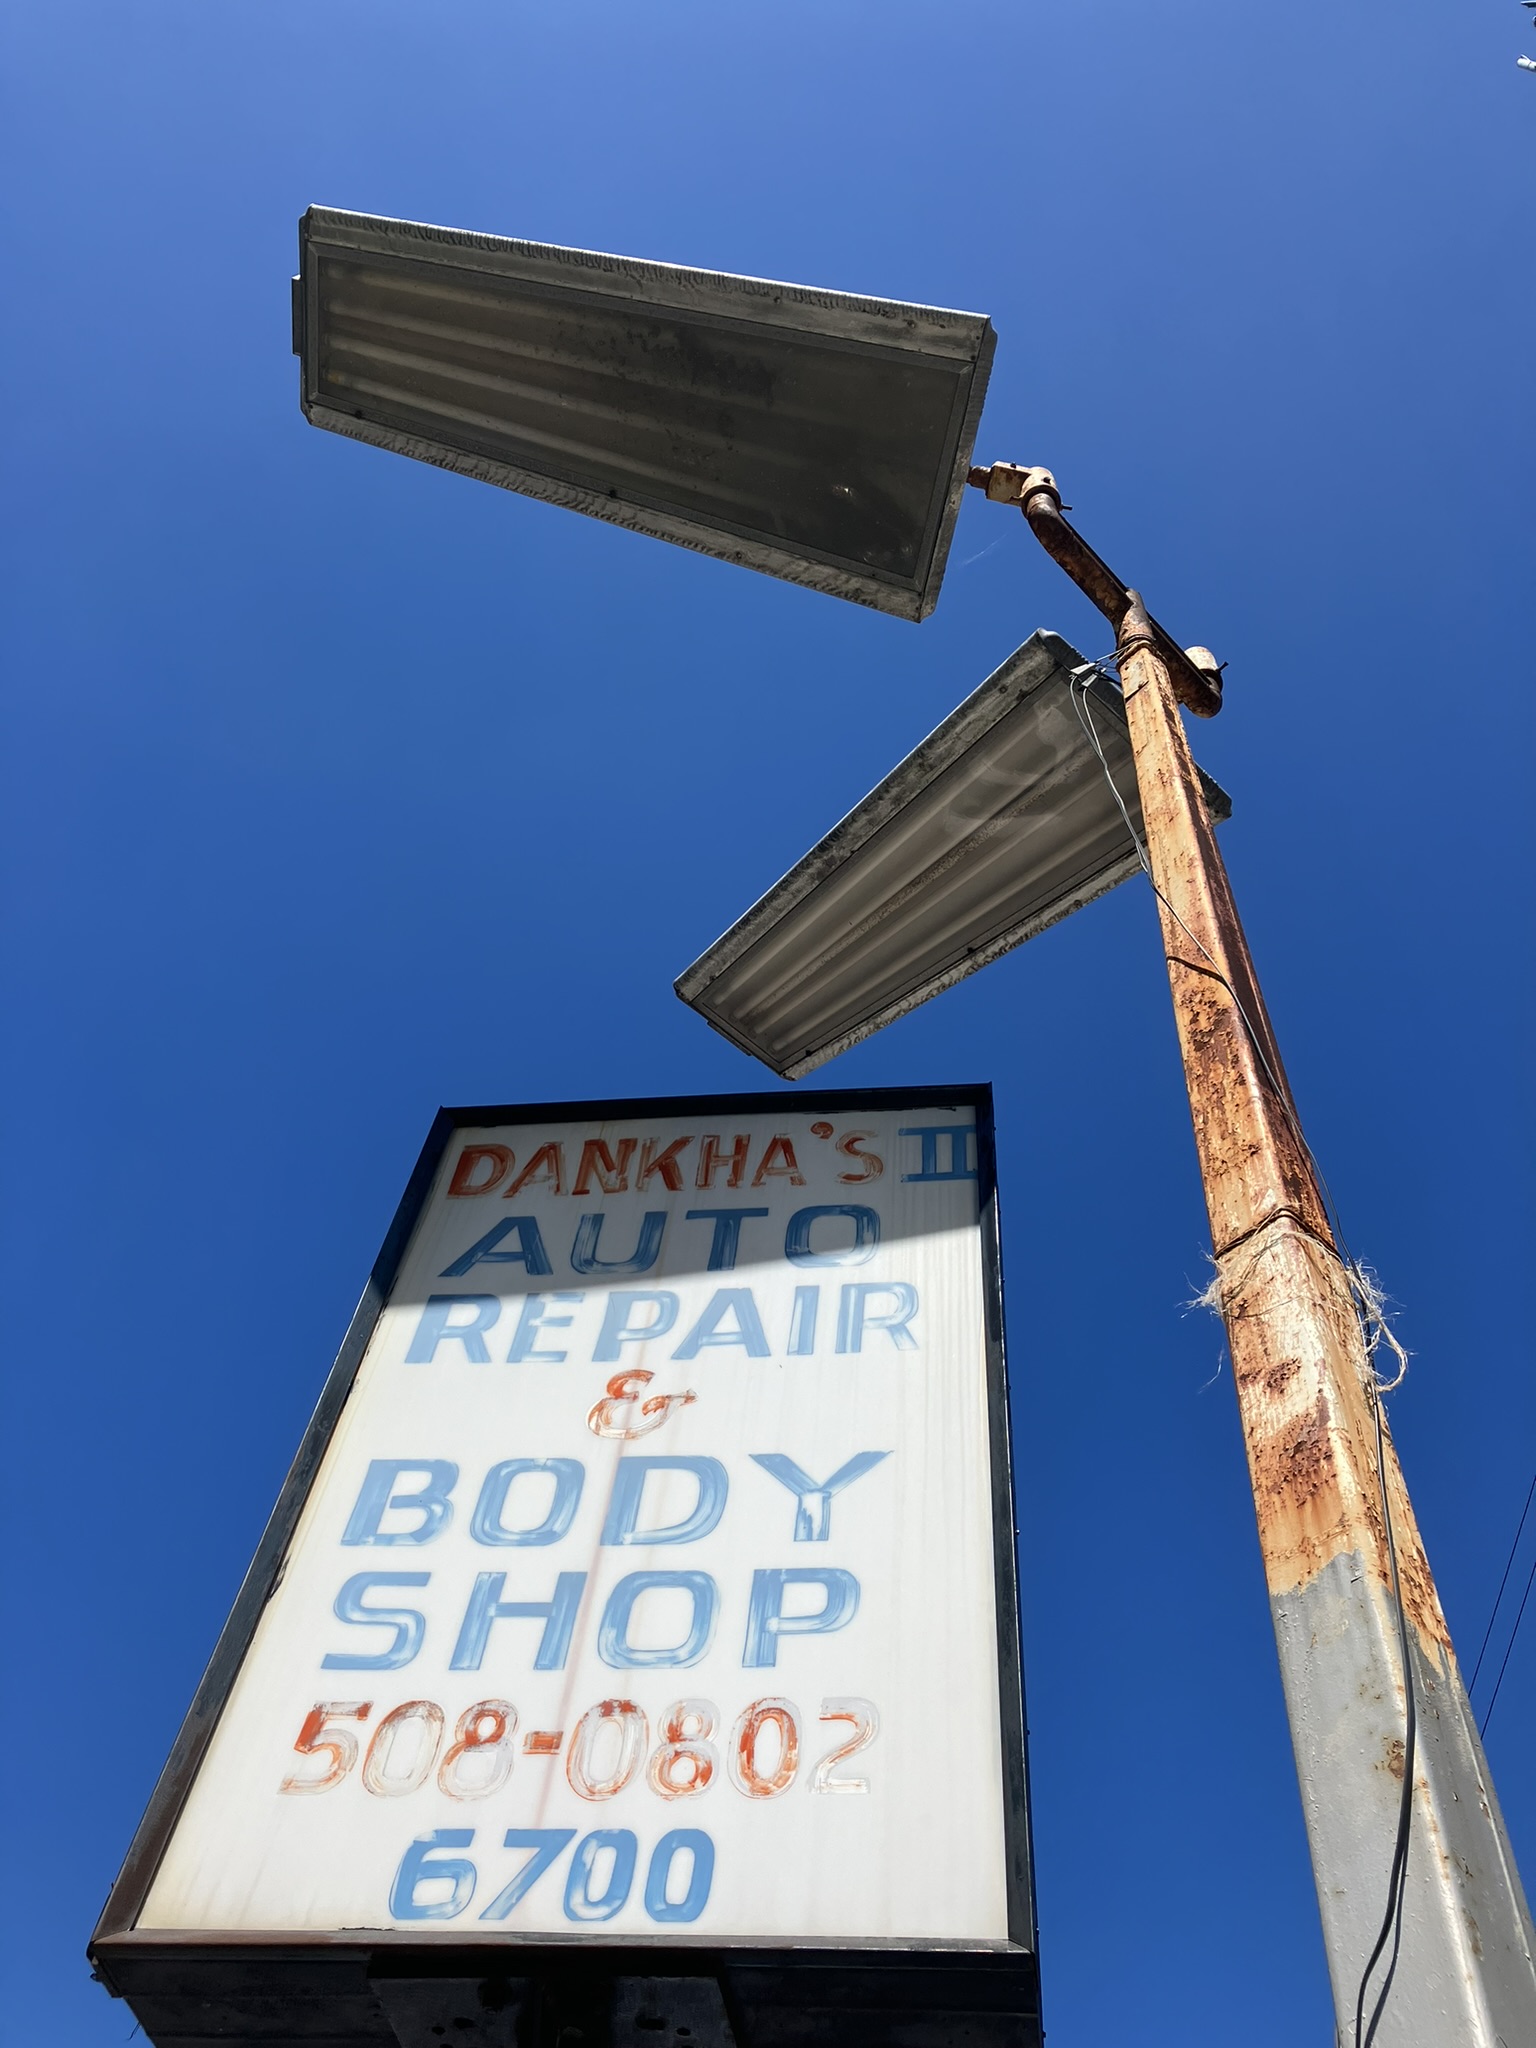 DANKHA'S II
AUTO
REPAIR
&
BODY
SHOP
508-0802
6700